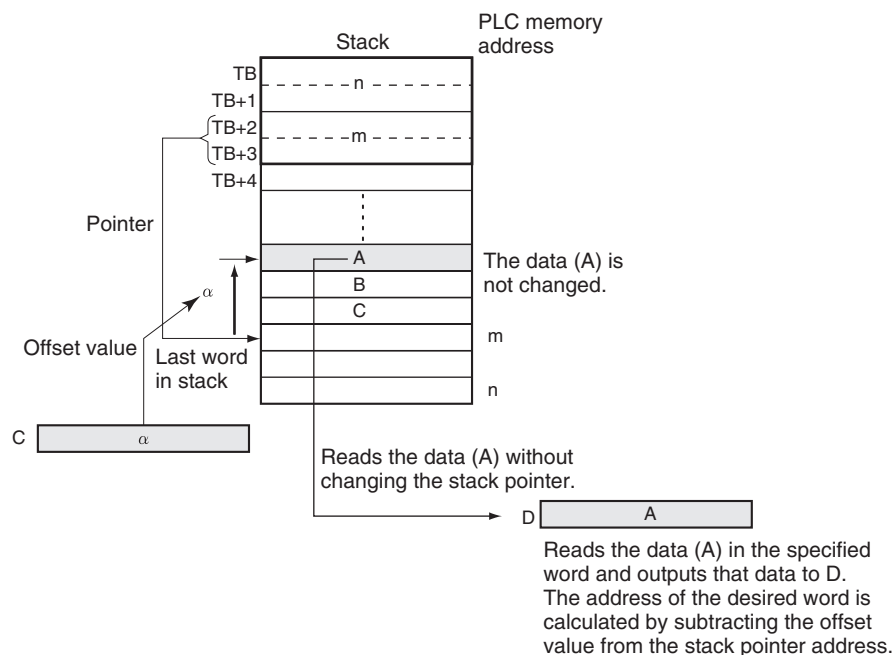 PLC memory
address
Stack
TB
n
TB+1
TB+2
m
TB+3
TB+4
Pointer
A
The data (A) is
not changed.
B
C
α
m
Offset value
Last word
in stack
n
C
α
Reads the data (A) without
changing the stack pointer.
D
A
Reads the data (A) in the specified
word and outputs that data to D.
The address of the desired word is
calculated by subtracting the offset
value from the stack pointer address.